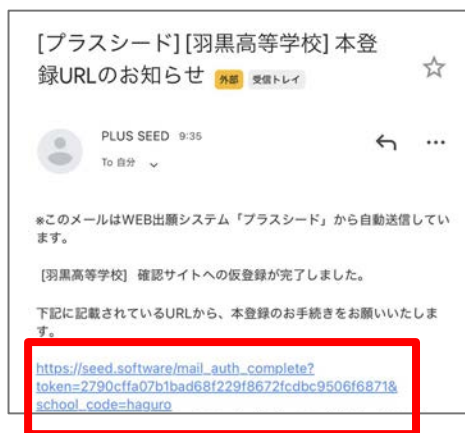 [プラスシード] [羽黒高等学校] 本登
録URLのお知らせ 外部 受信トレイ
PLUS SEED 9:35
To 自分
※このメールはWEB出願システム「プラスシード」から自動送信してい
ます。
[羽黒高等学校] 確認サイトへの仮登録が完了しました。
下記に記載されているURLから、本登録のお手続きをお願いいたしま
す。
https://seed.software/mail_auth_complete?
token=2790cffa07b1bad68f229f8672fcdbc9506f6871&
school_code=haguro